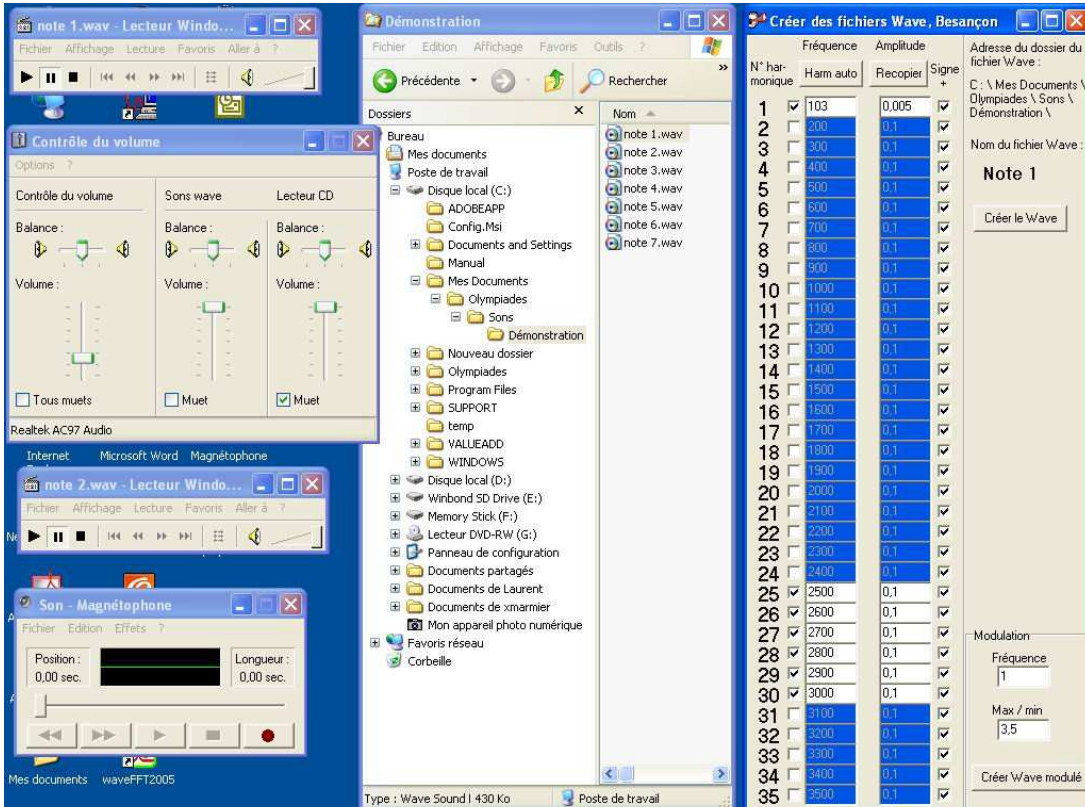 note 1.wav - Lecteur Windo...
Fichier Affichage Lecture Favoris Aller à ?
Contrôle du volume
Options ?
Contrôle du volume
Sons wave
Lecteur CD
Balance :
Balance :
Balance :
Volume :
Volume :
Volume :
Tous muets
Muet
Muet
Realtek AC97 Audio
Internet
Microsoft Word
Magnétophone
note 2.wav - Lecteur Windo...
Fichier Affichage Lecture Favoris Aller à ?
Son - Magnétophone
Fichier Edition Effets ?
Position :
0,00 sec.
Longueur :
0,00 sec.
Mes documents
waveFFT2005
Démonstration
Fichier Edition Affichage Favoris Outils ?
Précédente
Rechercher
»
Dossiers
Bureau
Mes documents
Poste de travail
Disque local (C:)
ADOBEAPP
Config.Msi
Documents and Settings
Manual
Mes Documents
Olympiades
Sons
Démonstration
Nouveau dossier
Olympiades
Program Files
SUPPORT
temp
VALUEADD
WINDOWS
Disque local (D:)
Winbond SD Drive (E:)
Memory Stick (F:)
Lecteur DVD-RW (G:)
Panneau de configuration
Documents partagés
Documents de Laurent
Documents de xmarmier
Mon appareil photo numérique
Favoris réseau
Corbeille
Nom
note 1.wav
note 2.wav
note 3.wav
note 4.wav
note 5.wav
note 6.wav
note 7.wav
Type : Wave Sound | 430 Ko
Poste de travail
Créer des fichiers Wave, Besançon
Fréquence Amplitude
N° har-
monique
Harm auto
Recopier
Signe
+
1 103 0,005
2 200 0,1
3 300 0,1
4 400 0,1
5 500 0,1
6 600 0,1
7 700 0,1
8 800 0,1
9 900 0,1
10 1000 0,1
11 1100 0,1
12 1200 0,1
13 1300 0,1
14 1400 0,1
15 1500 0,1
16 1600 0,1
17 1700 0,1
18 1800 0,1
19 1900 0,1
20 2000 0,1
21 2100 0,1
22 2200 0,1
23 2300 0,1
24 2400 0,1
25 2500 0,1
26 2600 0,1
27 2700 0,1
28 2800 0,1
29 2900 0,1
30 3000 0,1
31 3100 0,1
32 3200 0,1
33 3300 0,1
34 3400 0,1
35 3500 0,1
Adresse du dossier du
fichier Wave :
C : \ Mes Documents \
Olympiades \ Sons \
Démonstration \
Nom du fichier Wave :
Note 1
Créer le Wave
Modulation
Fréquence
1
Max / min
3,5
Créer Wave modulé